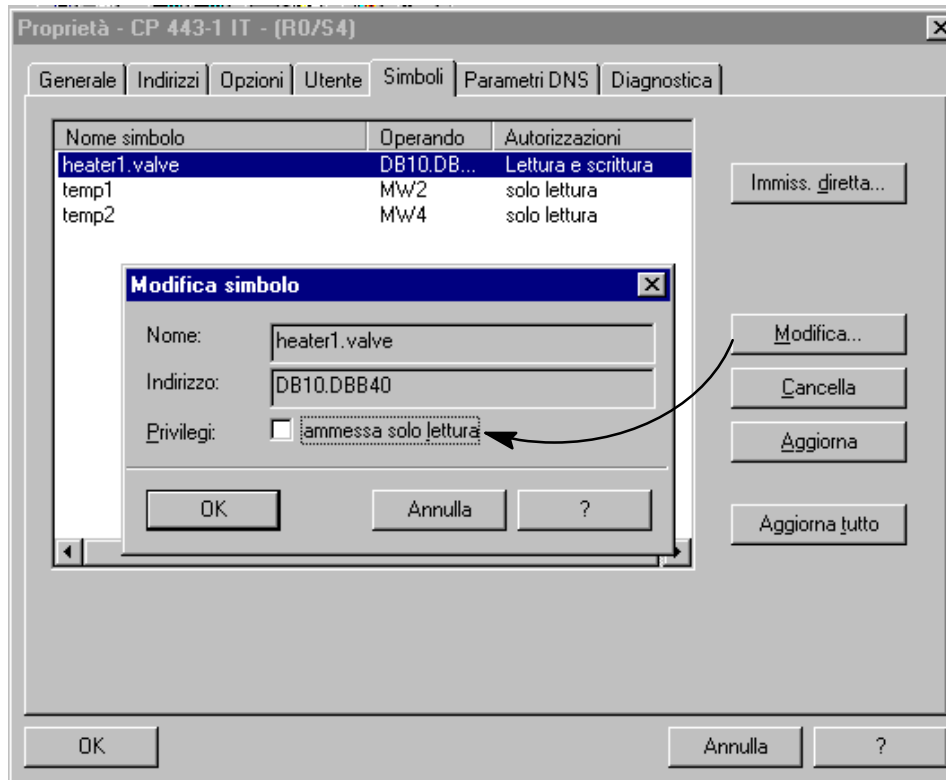 Proprietà - CP 443-1 IT - (R0/S4)
Generale Indirizzi Opzioni Utente Simboli Parametri DNS Diagnostica
Nome simbolo Operando Autorizzazioni
heater1.valve DB10.DB... Lettura e scrittura
temp1 MW2 solo lettura
temp2 MW4 solo lettura
Immiss. diretta...
Modifica simbolo
Nome: heater1.valve
Indirizzo: DB10.DBB40
Privilegi: ammessa solo lettura
OK Annulla ?
Modifica...
Cancella
Aggiorna
Aggiorna tutto
OK Annulla ?